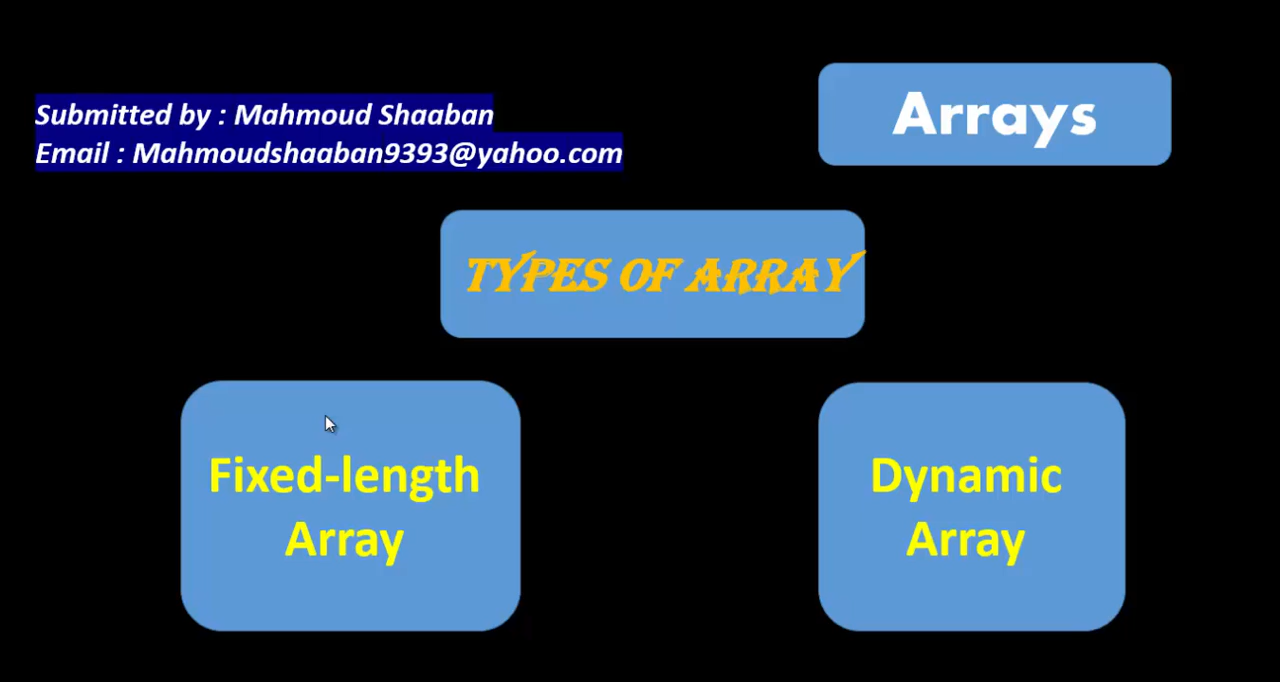 Submitted by : Mahmoud Shaaban
Email : Mahmoudshaaban9393@yahoo.com
Arrays
TYPES OF ARRAY
Fixed-length
Array
Dynamic
Array